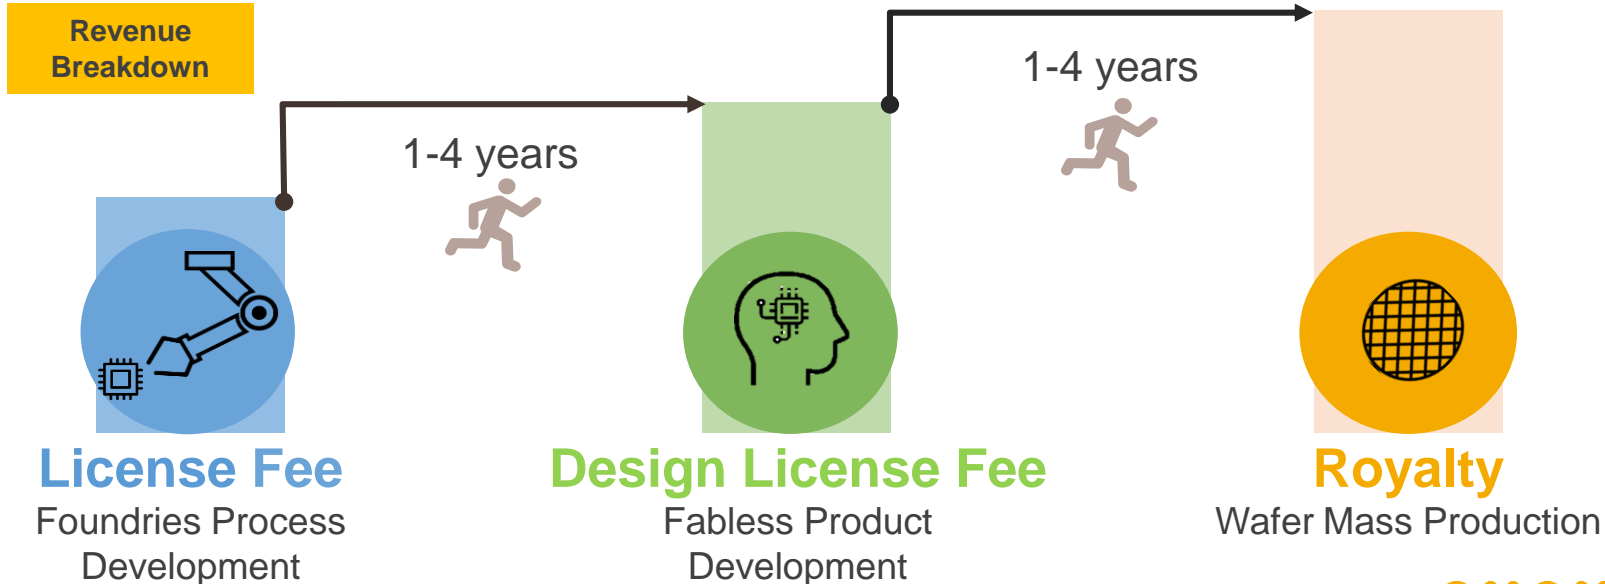 Revenue
Breakdown
1-4 years
1-4 years
License Fee
Foundries Process
Development
Design License Fee
Fabless Product
Development
Royalty
Wafer Mass Production